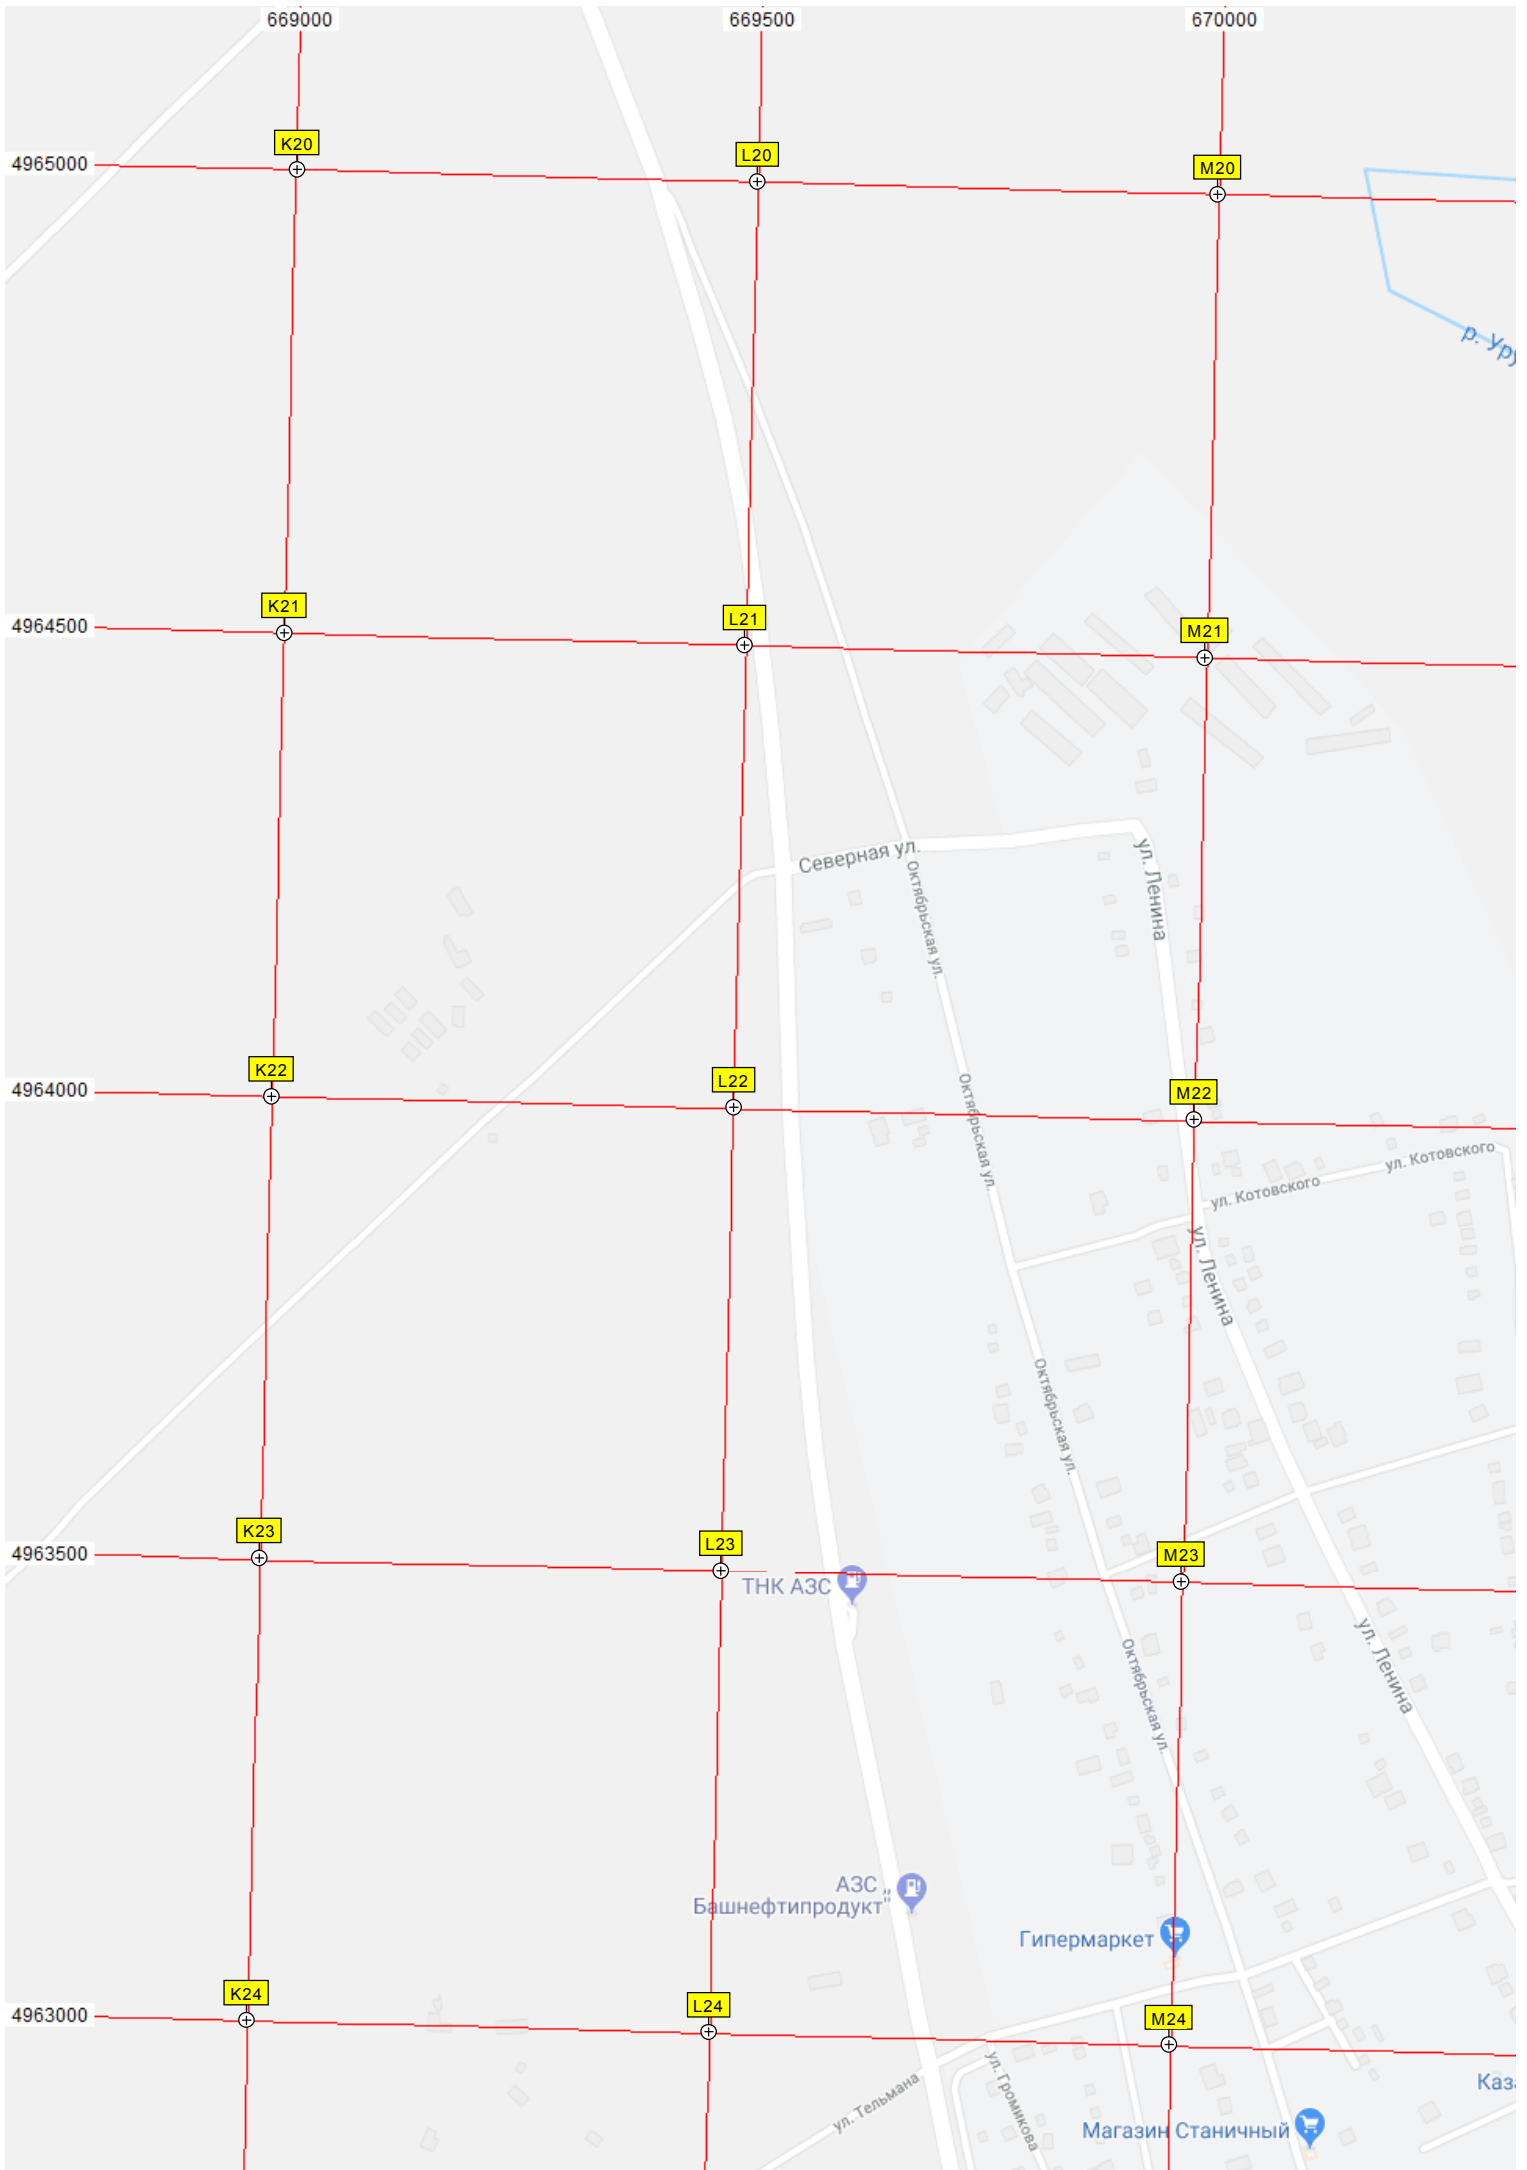 669000 669500 670000
K20
L20
M20
4965000
р. Уру
K21
L21
M21
4964500
Северная ул.
ул. Ленина
Октябрьская ул.
K22
L22
M22
4964000
Октябрьская ул.
ул. Котовского
ул. Котовского
ул. Ленина
Октябрьская ул.
K23
L23
M23
4963500
ТНК АЗС
ул. Ленина
Октябрьская ул.
АЗС „
Башнефтипродукт"
Гипермаркет
K24
L24
M24
4963000
ул. Тельмана
ул. Громикова
Каза
Магазин Станичный